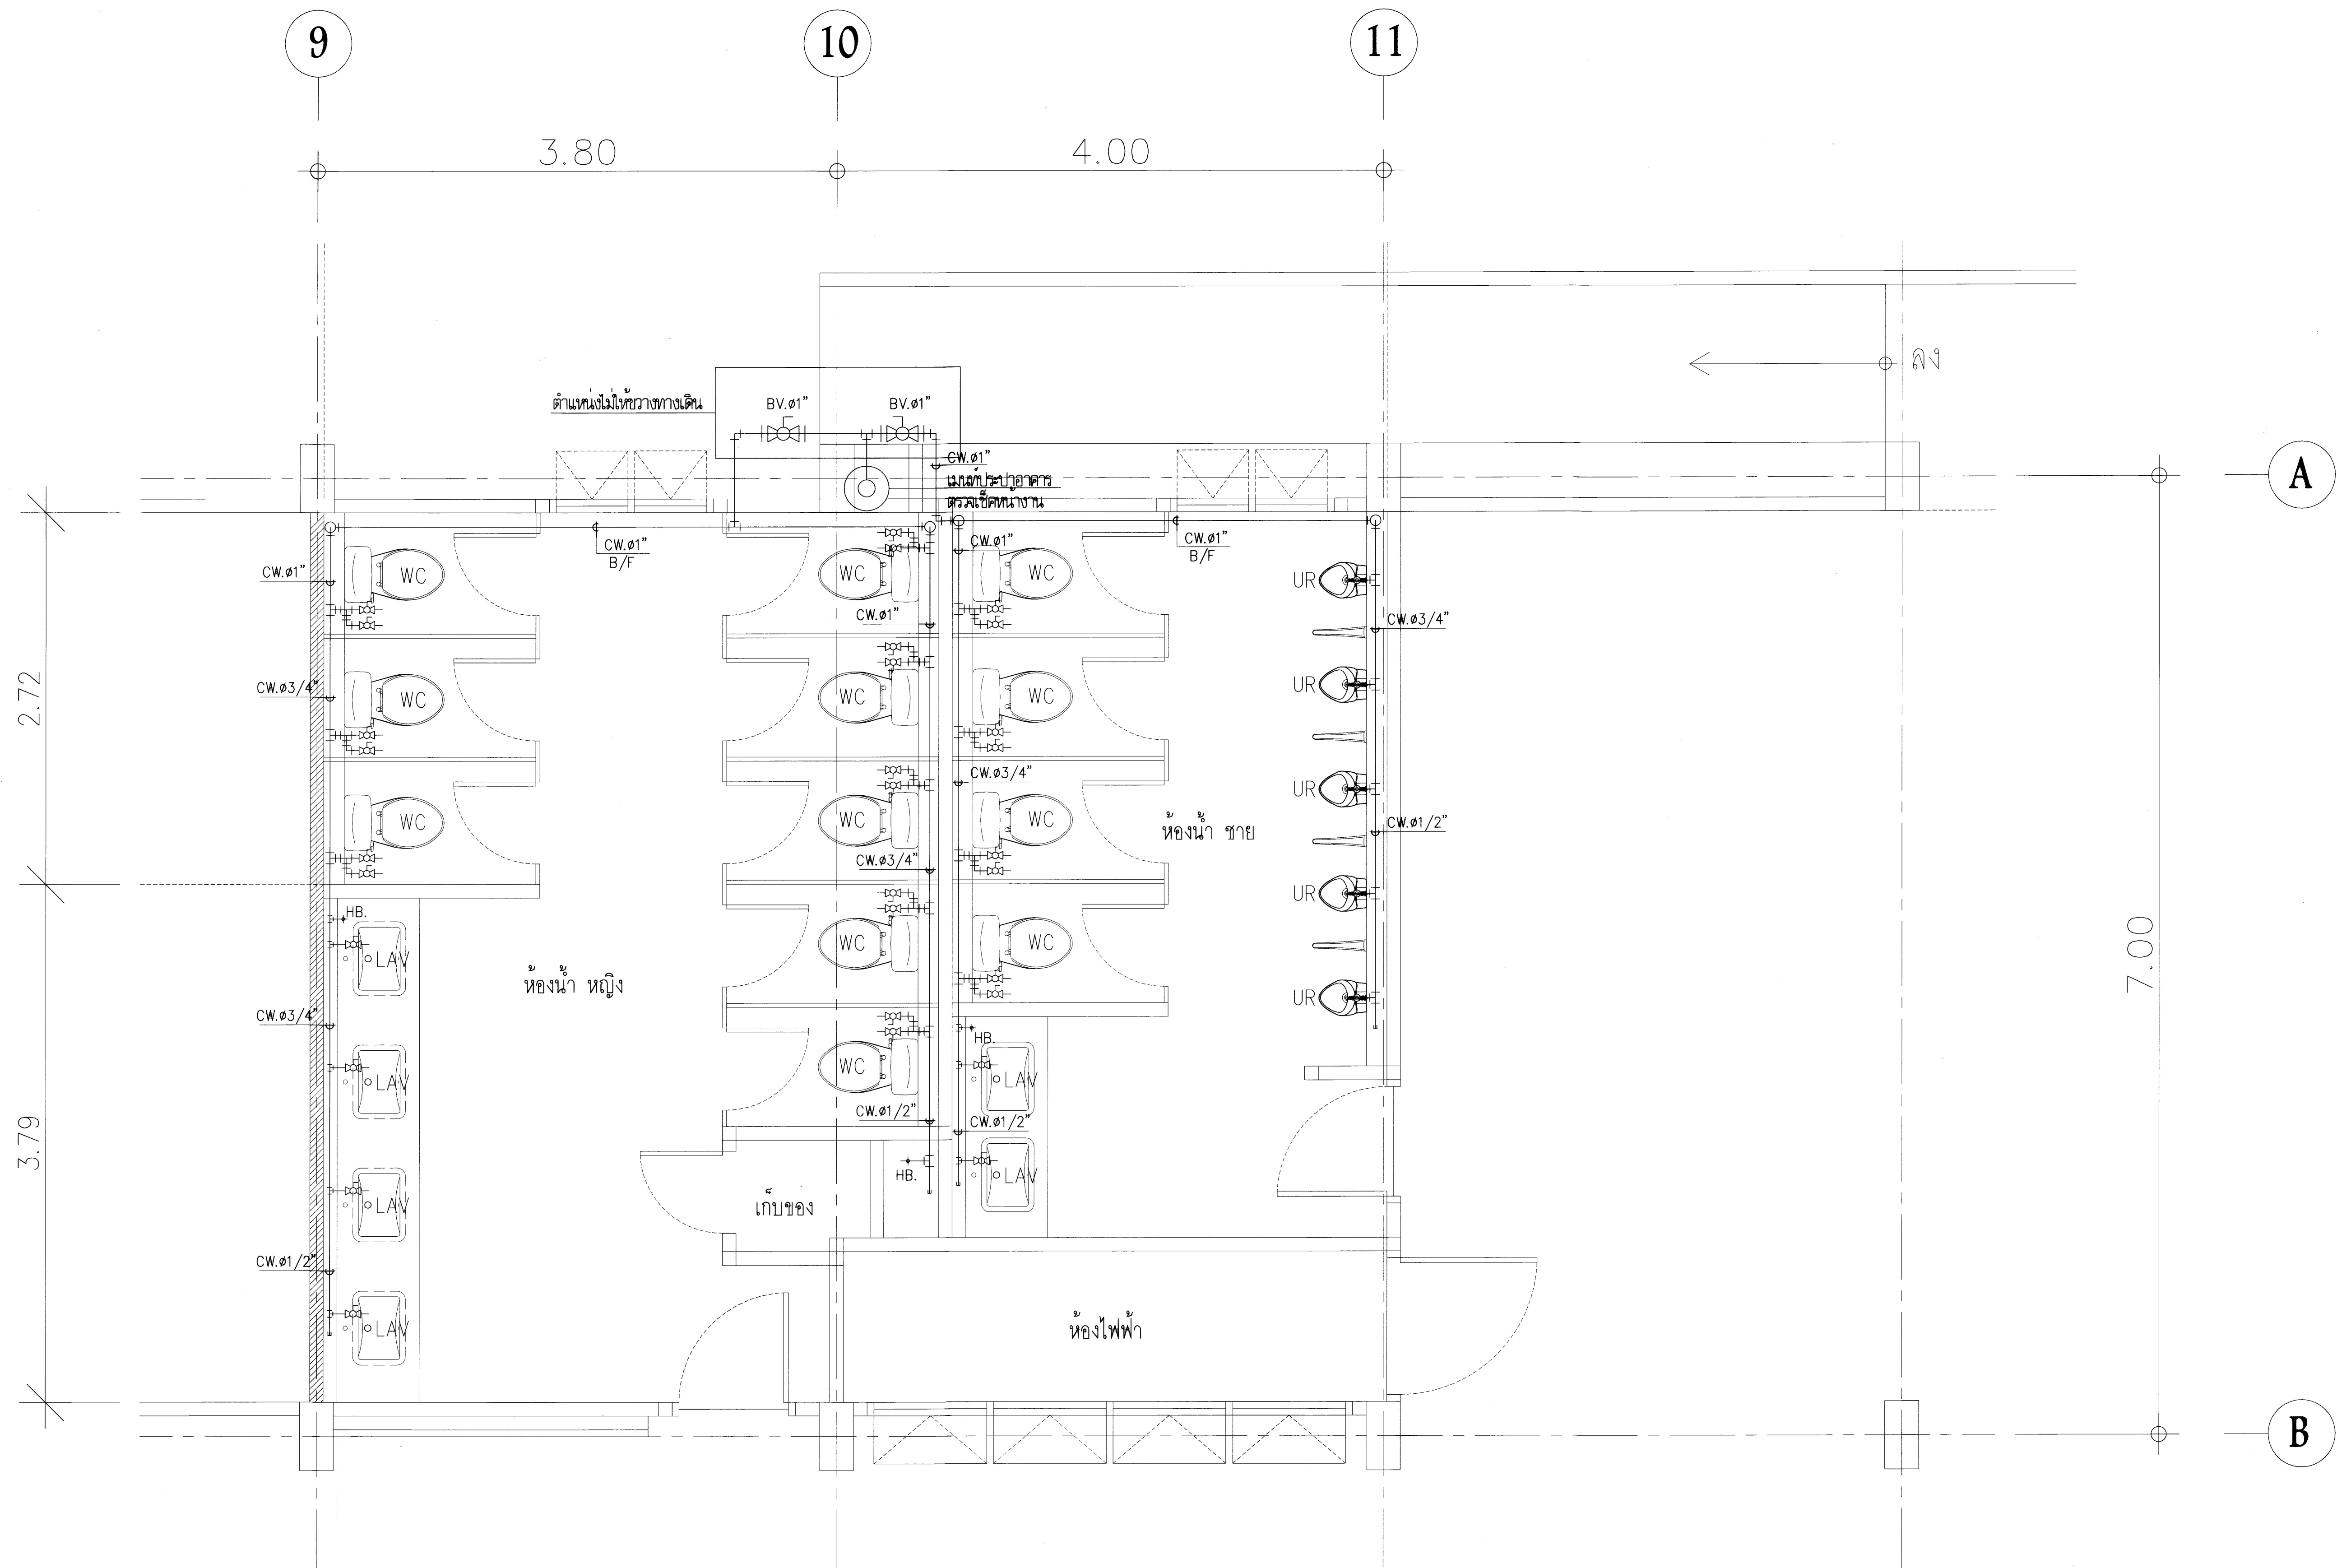 9 10 11
3.80 4.00
ลง
ตำแหน่งไม่ให้ขวางทางเดิน
BV.ø1" BV.ø1"
CW.ø1"
เมนท์ประปาอาคาร
ตรวจเช็คหน้างาน
A
CW.ø1"
B/F
CW.ø1"
CW.ø1"
B/F
CW.ø1"
WC WC WC UR
CW.ø1"
CW.ø3/4"
2.72
CW.ø3/4"
WC WC WC UR
CW.ø3/4"
WC WC WC UR
ห้องน้ำ ชาย
CW.ø1/2"
CW.ø3/4"
HB.
WC WC UR
LAV
ห้องน้ำ หญิง
7.00
UR
CW.ø3/4"
HB.
WC
LAV LAV
CW.ø1/2"
CW.ø1/2"
3.79
HB.
LAV
LAV
เก็บของ
CW.ø1/2"
LAV
ห้องไฟฟ้า
B